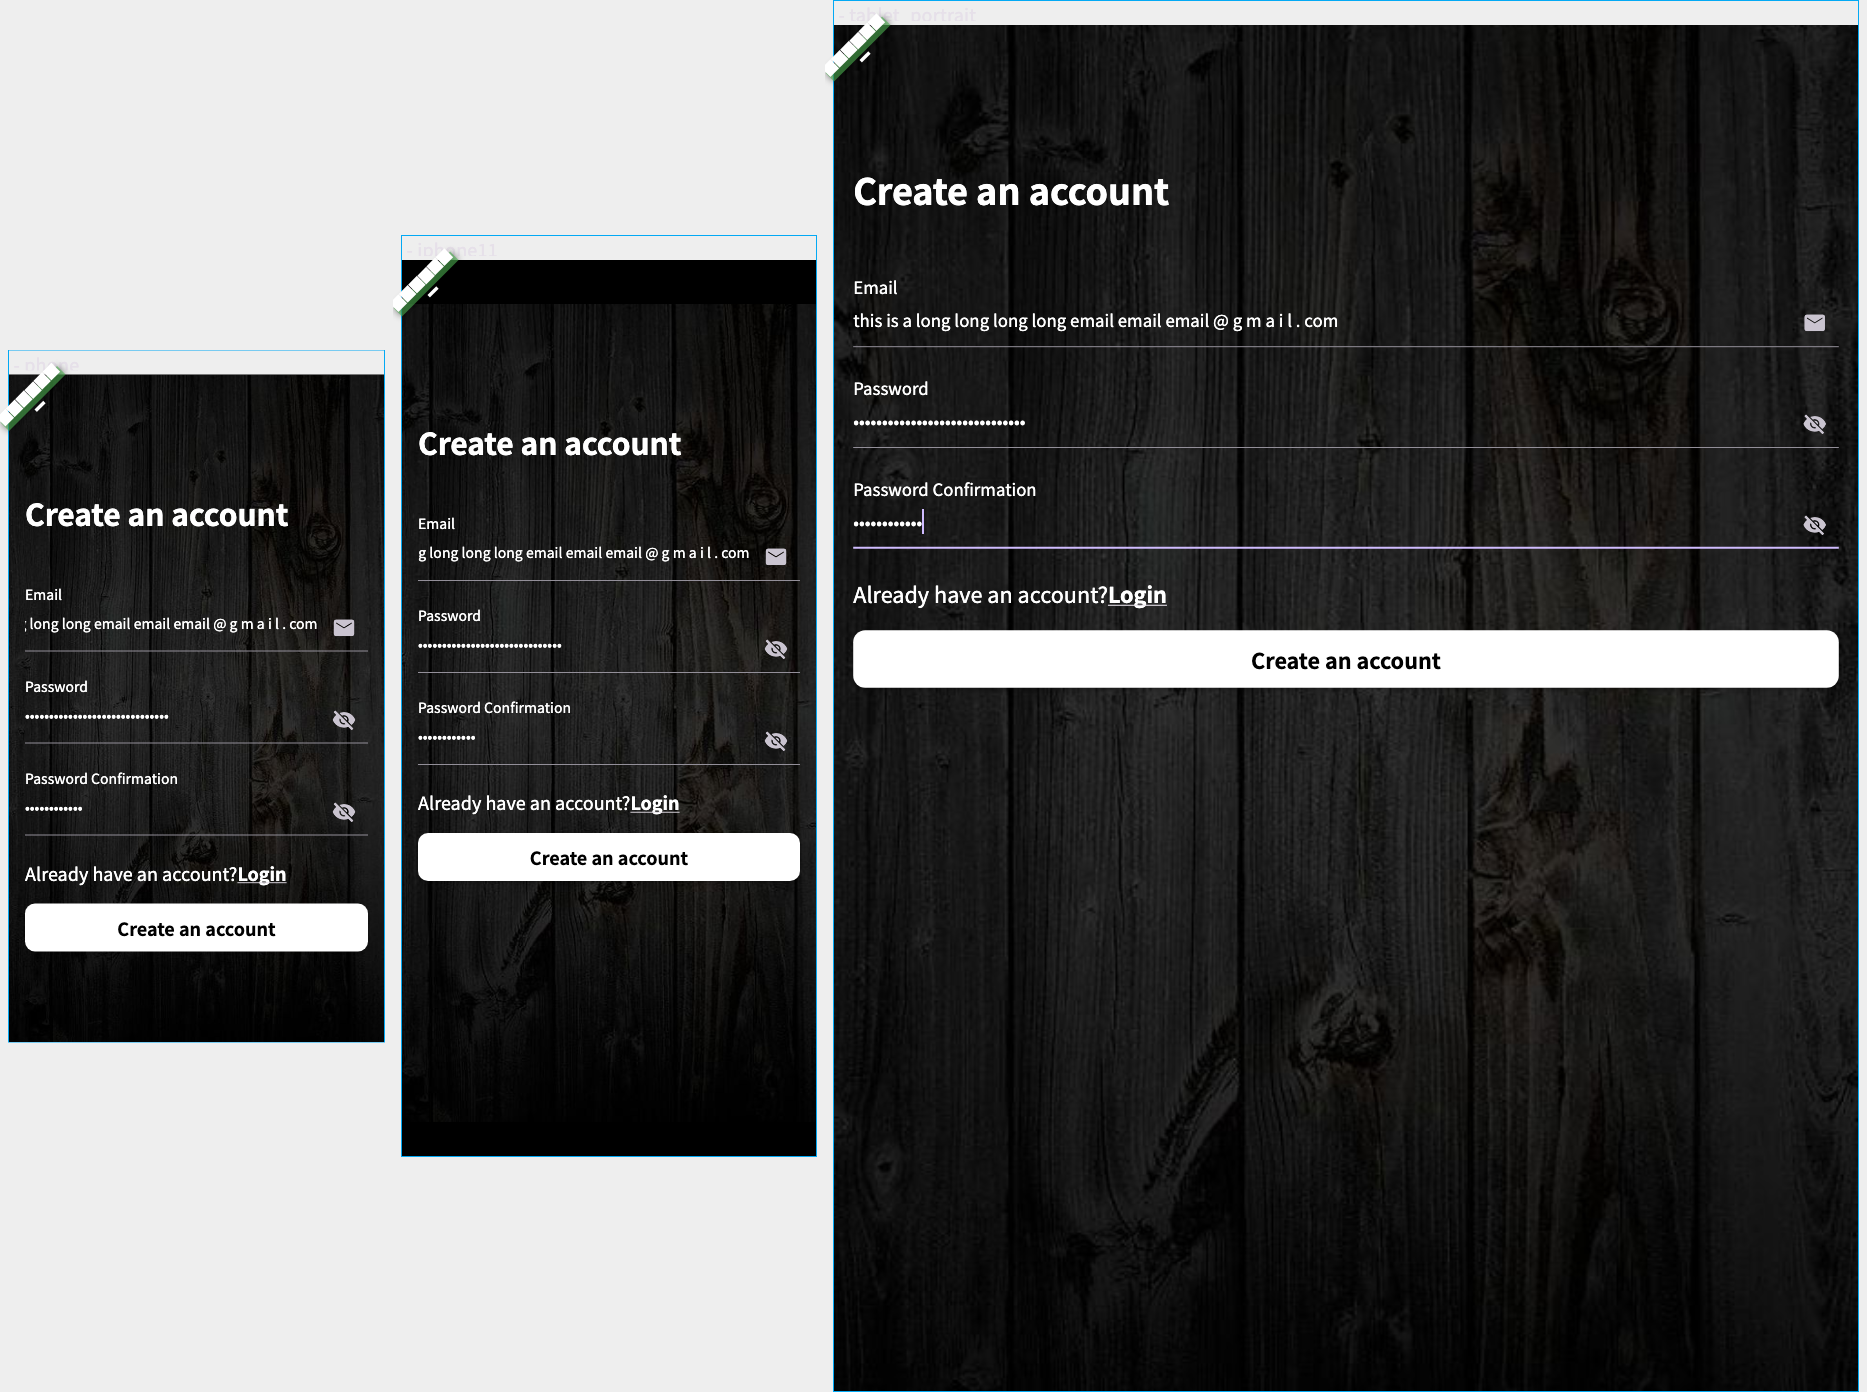 - phone
Create an account
Email
long long email email email @ g m a i l . com
Password
••••••••••••••••••••••••••••••
Password Confirmation
••••••••••••
Already have an account?Login
Create an account
- iphone11
Create an account
Email
g long long long email email email @ g m a i l . com
Password
••••••••••••••••••••••••••••••
Password Confirmation
••••••••••••
Already have an account?Login
Create an account
- tablet_portrait
Create an account
Email
this is a long long long long email email email @ g m a i l . com
Password
••••••••••••••••••••••••••••••
Password Confirmation
••••••••••••
Already have an account?Login
Create an account